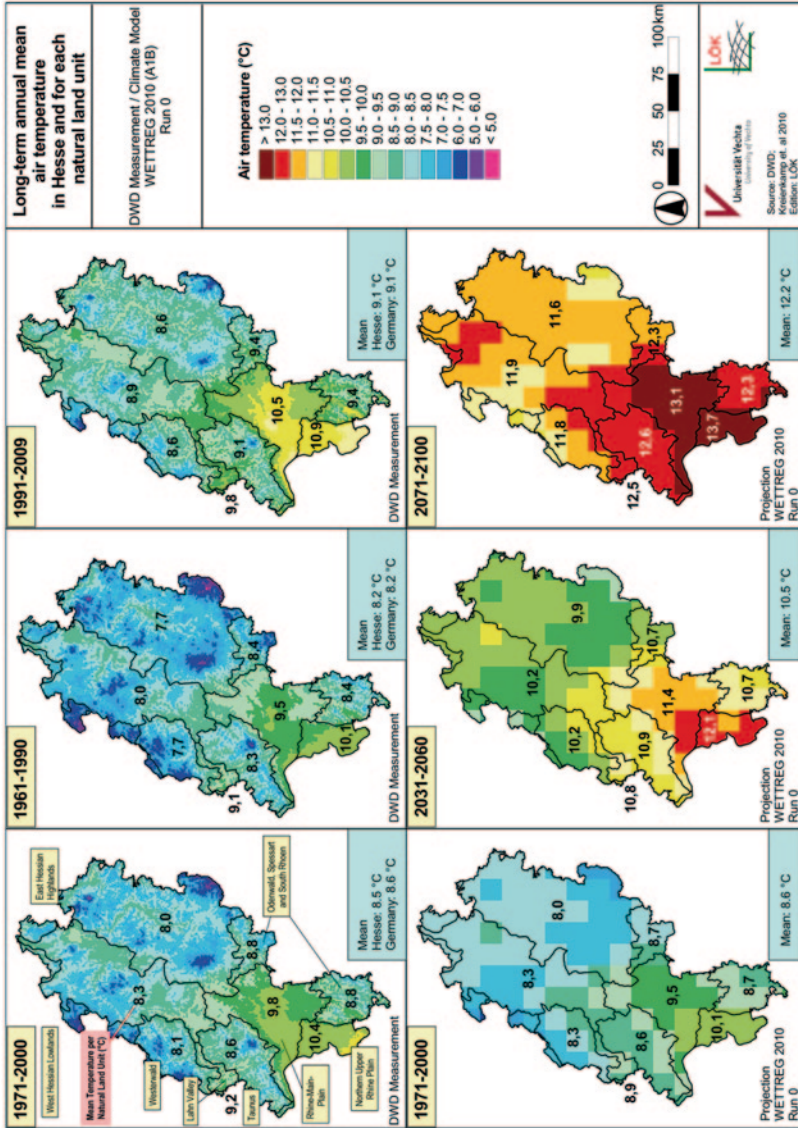 Long-term annual mean
air temperature
in Hesse and for each
natural land unit
DWD Measurement / Climate Model
WETTREG 2010 (A1B)
Run 0
Air temperature (°C)
> 13.0
12.0 - 13.0
11.5 - 12.0
11.0 - 11.5
10.5 - 11.0
10.0 - 10.5
9.5 - 10.0
9.0 - 9.5
8.5 - 9.0
8.0 - 8.5
7.5 - 8.0
7.0 - 7.5
6.0 - 7.0
5.0 - 6.0
< 5.0
0 25 50 75 100 km
Universität Vechta
University of Vechta
LÖK
Source: DWD;
Kreienkamp et. al 2010
Edition: LÖK
1971-2000
West Hessian Lowlands
East Hessian
Highlands
Mean Temperature per
Natural Land Unit (°C)
Westerwald
Lahn Valley
Taunus
Rhine-Main-
Plain
Northern Upper
Rhine Plain
Odenwald, Spessart
and South Rhoen
8,3
8.0
8,1
9,2
8,6
8,8
9,8
10,4
8,8
DWD Measurement
Mean
Hesse: 8.5 °C
Germany: 8.6 °C
1961-1990
8,0
7,7
7,7
9,1
8,3
8,4
9,5
10,1
8,4
DWD Measurement
Mean
Hesse: 8.2 °C
Germany: 8.2 °C
1991-2009
8,9
8,6
8,6
9,8
9,1
9,4
10,5
10,9
9,4
DWD Measurement
Mean
Hesse: 9.1 °C
Germany: 9.1 °C
1971-2000
8,3
8,0
8,3
8,9
8,6
8,7
9,5
10,1
8,7
Projection
WETTREG 2010
Run 0
Mean: 8.6 °C
2031-2060
10,2
9,9
10,2
10,8
10,9
10,7
11,4
12,1
10,7
Projection
WETTREG 2010
Run 0
Mean: 10.5 °C
2071-2100
11,9
11,6
11,8
12,5
12,6
12,3
13,1
13,7
12,3
Projection
WETTREG 2010
Run 0
Mean: 12.2 °C